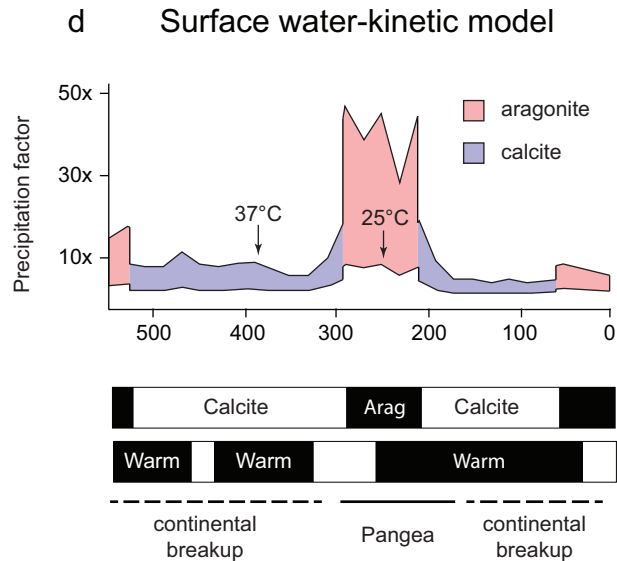 d Surface water-kinetic model
50x
30x
10x
Precipitation factor
aragonite
calcite
37°C
25°C
500 400 300 200 100 0
Calcite Arag Calcite
Warm Warm Warm
continental
breakup
Pangea
continental
breakup